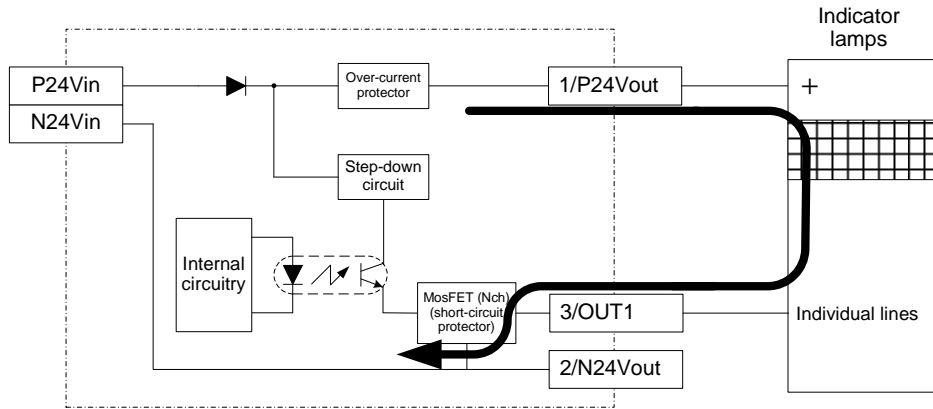 Indicator
lamps
P24Vin
N24Vin
Over-current
protector
1/P24Vout
+
Step-down
circuit
Internal
circuitry
MosFET (Nch)
(short-circuit
protector)
3/OUT1
Individual lines
2/N24Vout